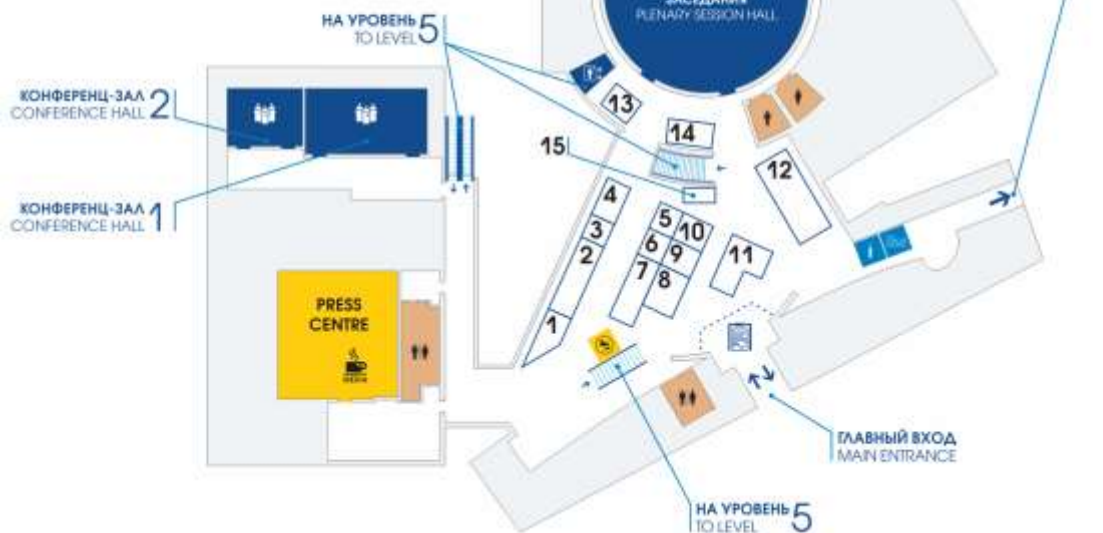 ЗАСЕДАНИЯ
PLENARY SESSION HALL
НА УРОВЕНЬ 5
TO LEVEL
КОНФЕРЕНЦ-ЗАЛ 2
CONFERENCE HALL
13
14
15
12
КОНФЕРЕНЦ-ЗАЛ 1
CONFERENCE HALL
4
3
2
1
5
10
6
9
7
8
11
PRESS
CENTRE
ГЛАВНЫЙ ВХОД
MAIN ENTRANCE
НА УРОВЕНЬ 5
TO LEVEL